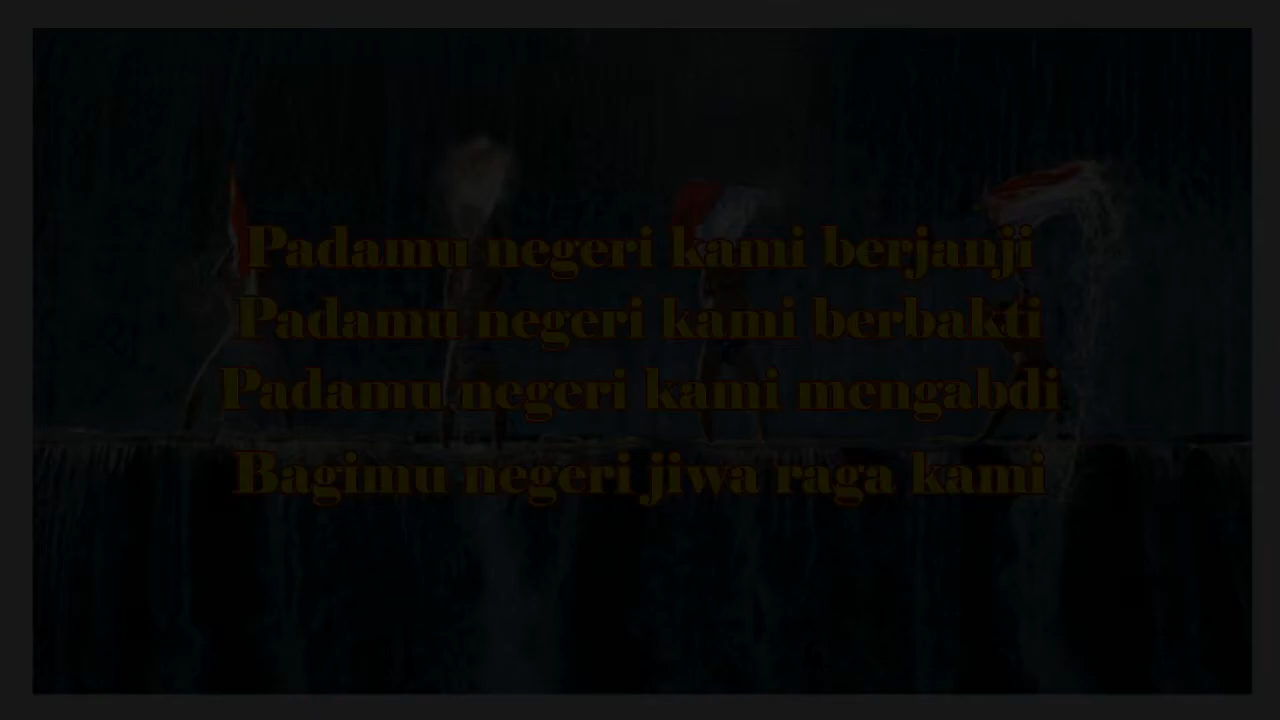 Padamu negeri kami berjanji
Padamu negeri kami berbakti
Padamu negeri kami mengabdi
Bagimu negeri jiwa raga kami